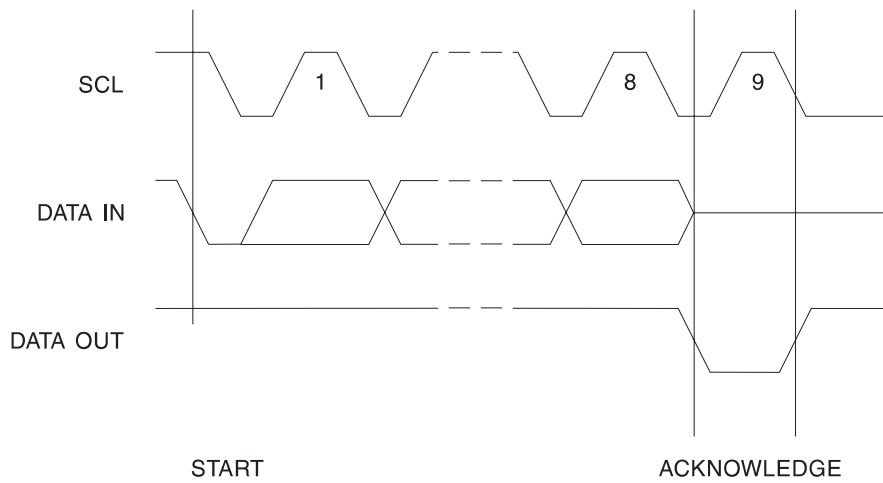 SCL
1
8
9
DATA IN
DATA OUT
START
ACKNOWLEDGE